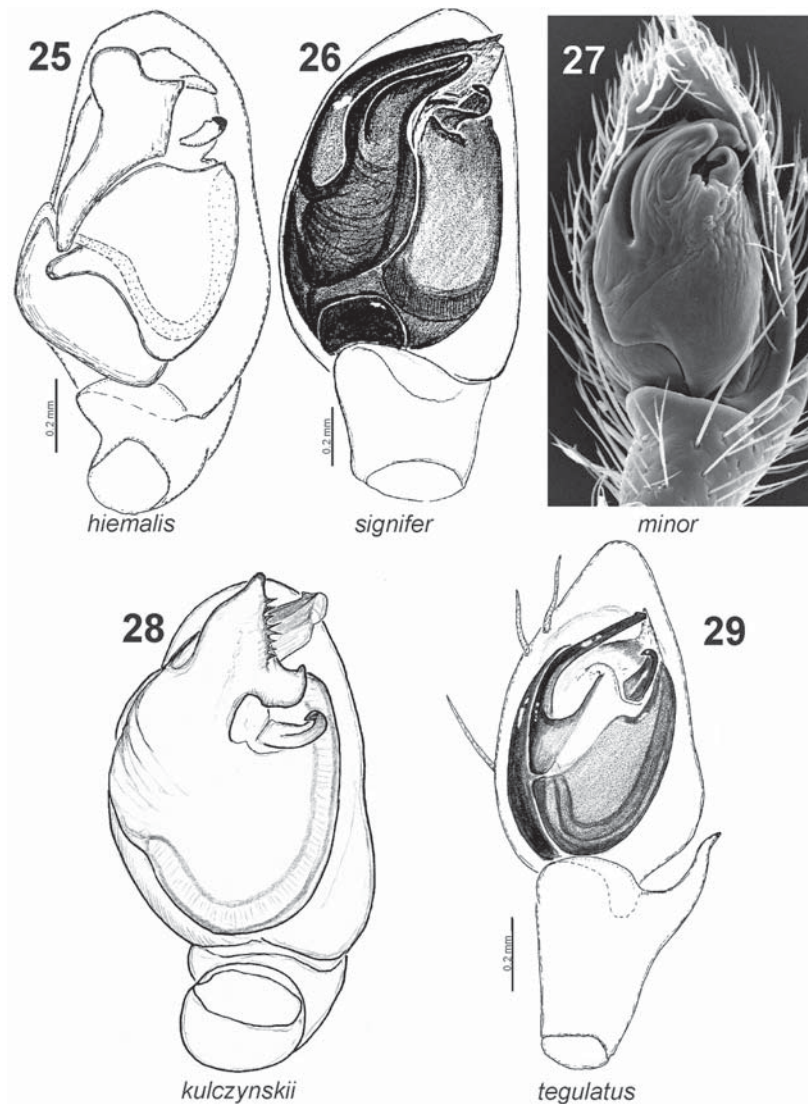 25
26
27
0.2 mm
0.2 mm
hiemalis
signifer
minor
28
29
0.2 mm
kulczynskii
tegulatus